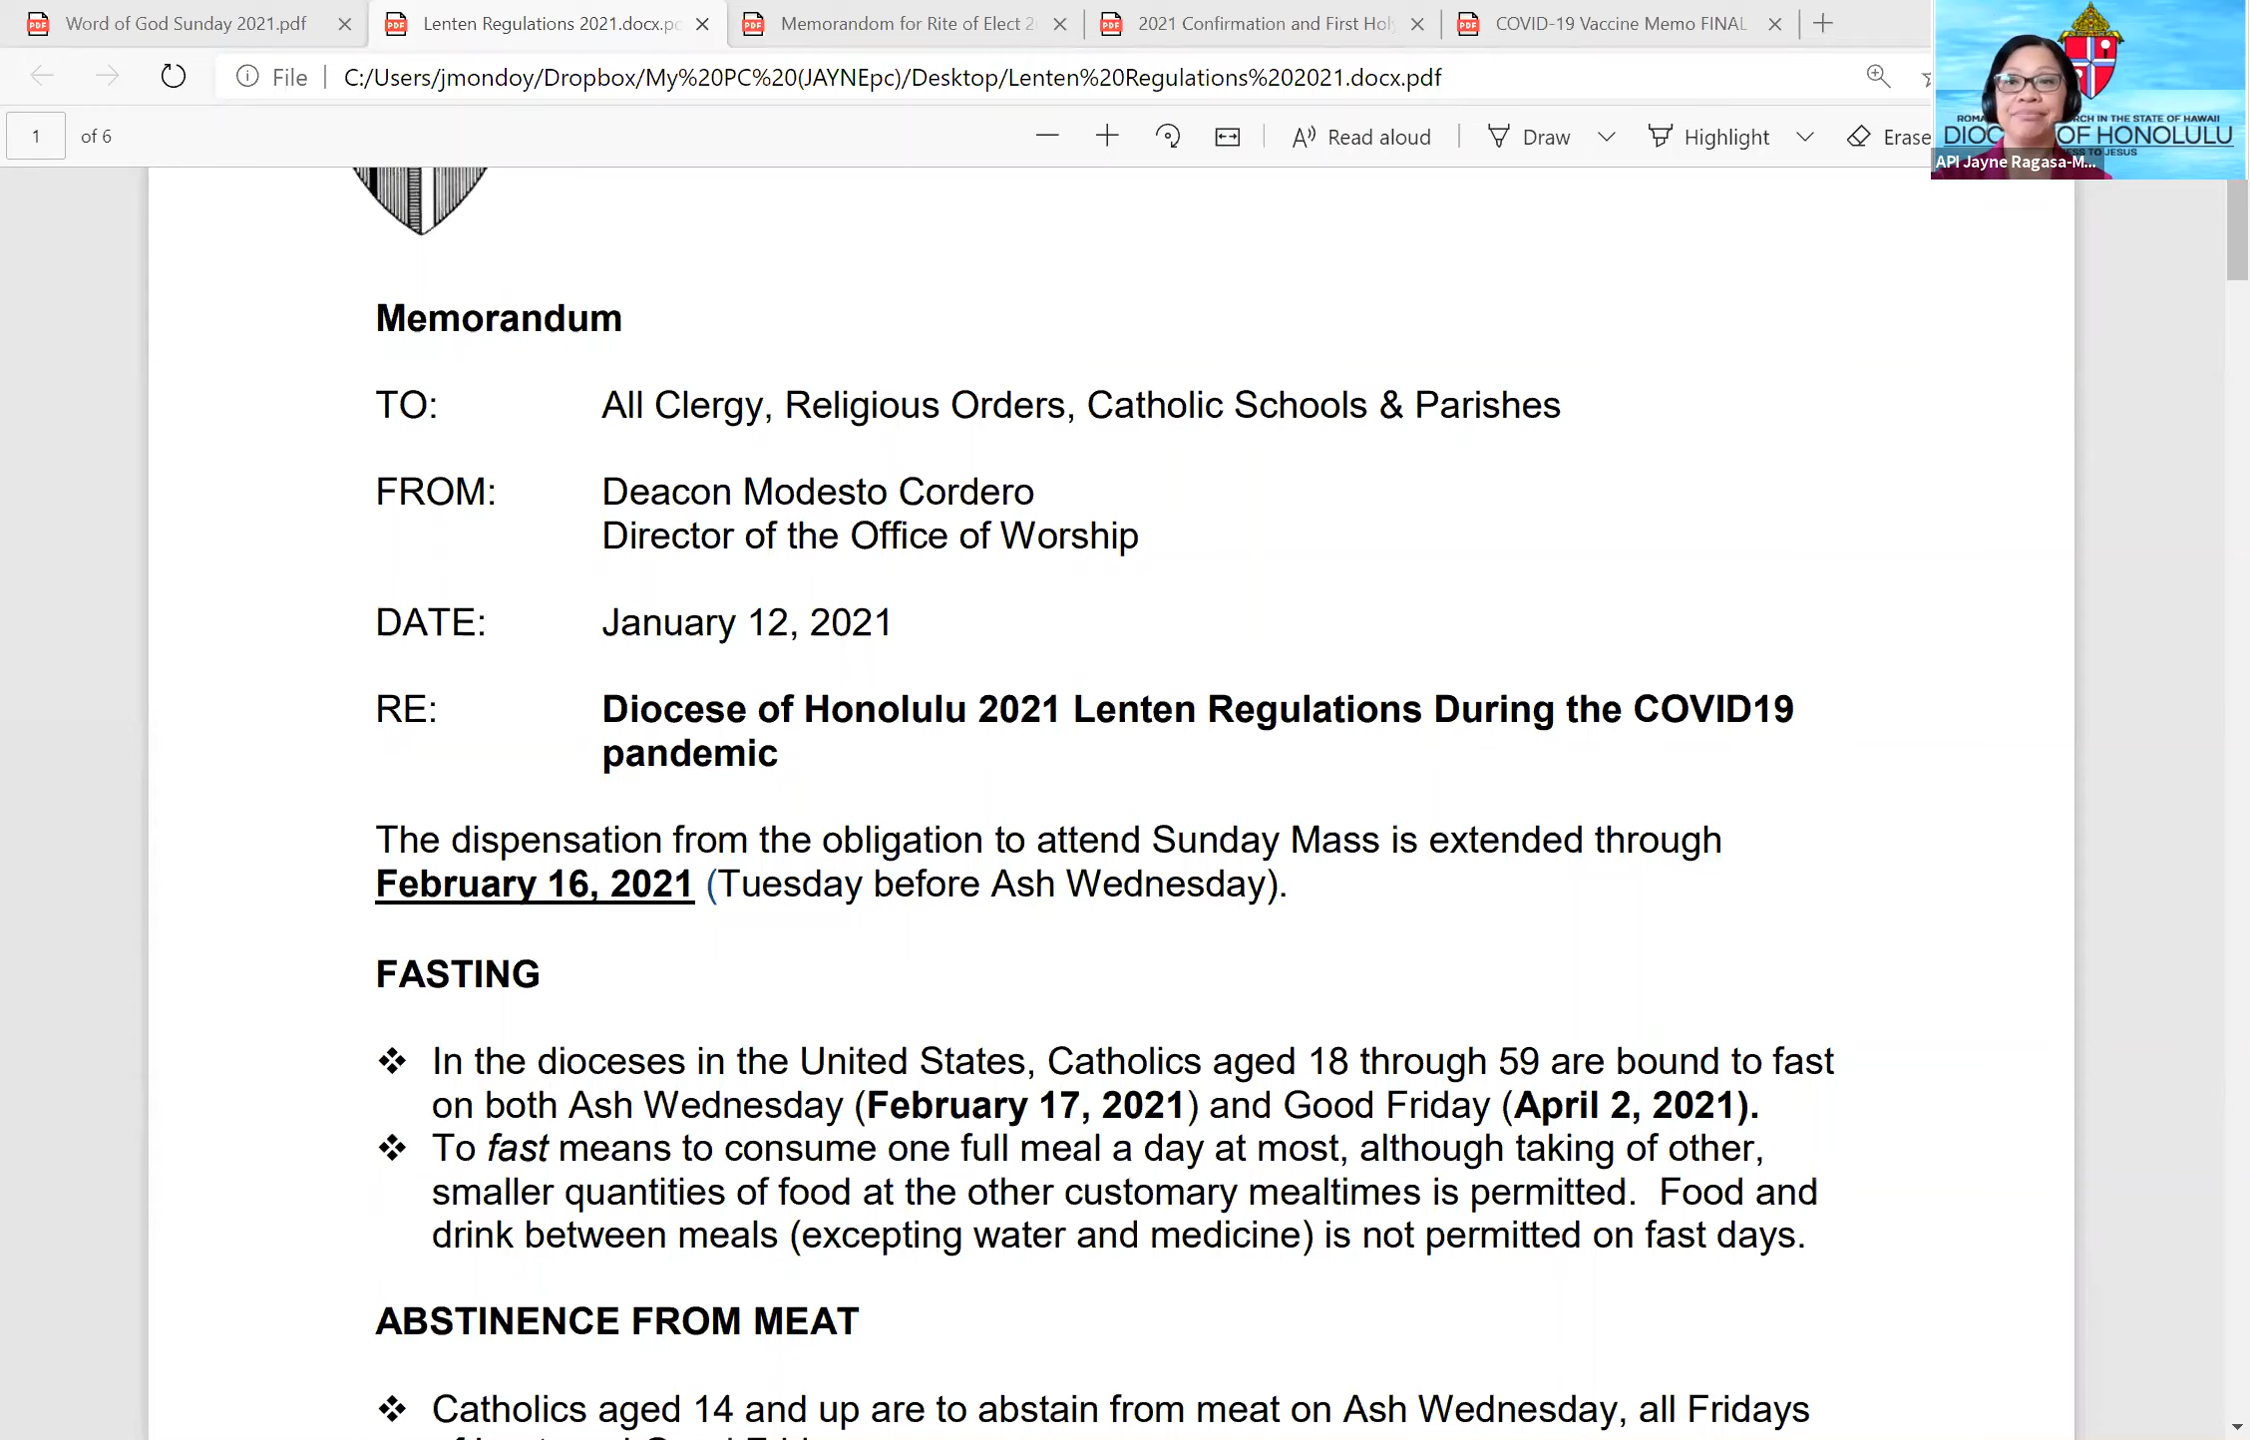 Word of God Sunday 2021.pdf
Lenten Regulations 2021.docx.pd
Memorandum for Rite of Elect 2
2021 Confirmation and First Hol
COVID-19 Vaccine Memo FINAL
File
C:/Users/jmondoy/Dropbox/My%20PC%20(JAYNEpc)/Desktop/Lenten%20Regulations%202021.docx.pdf
1 of 6
Read aloud
Draw
Highlight
Erase
RCH IN THE STATE OF HAWAII
OF HONOLULU
TO JESUS
API Jayne Ragasa-M...
Memorandum
TO: All Clergy, Religious Orders, Catholic Schools & Parishes
FROM: Deacon Modesto Cordero
Director of the Office of Worship
DATE: January 12, 2021
RE: Diocese of Honolulu 2021 Lenten Regulations During the COVID19
pandemic
The dispensation from the obligation to attend Sunday Mass is extended through
February 16, 2021 (Tuesday before Ash Wednesday).
FASTING
❖ In the dioceses in the United States, Catholics aged 18 through 59 are bound to fast
on both Ash Wednesday (February 17, 2021) and Good Friday (April 2, 2021).
❖ To fast means to consume one full meal a day at most, although taking of other,
smaller quantities of food at the other customary mealtimes is permitted.  Food and
drink between meals (excepting water and medicine) is not permitted on fast days.
ABSTINENCE FROM MEAT
❖ Catholics aged 14 and up are to abstain from meat on Ash Wednesday, all Fridays